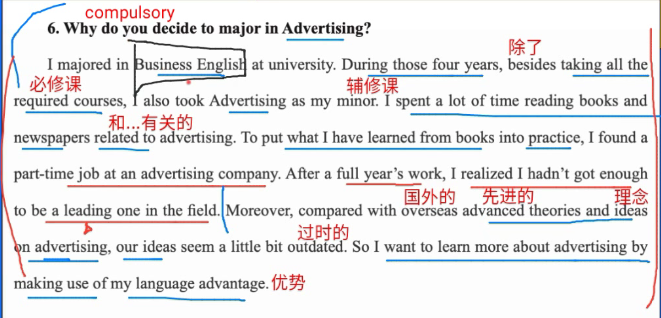 compulsory
6. Why do you decide to major in Advertising?
除了
I majored in Business English at university. During those four years, besides taking all the
必修课 辅修课
required courses, I also took Advertising as my minor. I spent a lot of time reading books and
和...有关的
newspapers related to advertising. To put what I have learned from books into practice, I found a
part-time job at an advertising company. After a full year's work, I realized I hadn't got enough
国外的 先进的 理念
to be a leading one in the field. Moreover, compared with overseas advanced theories and ideas
过时的
on advertising, our ideas seem a little bit outdated. So I want to learn more about advertising by
making use of my language advantage. 优势